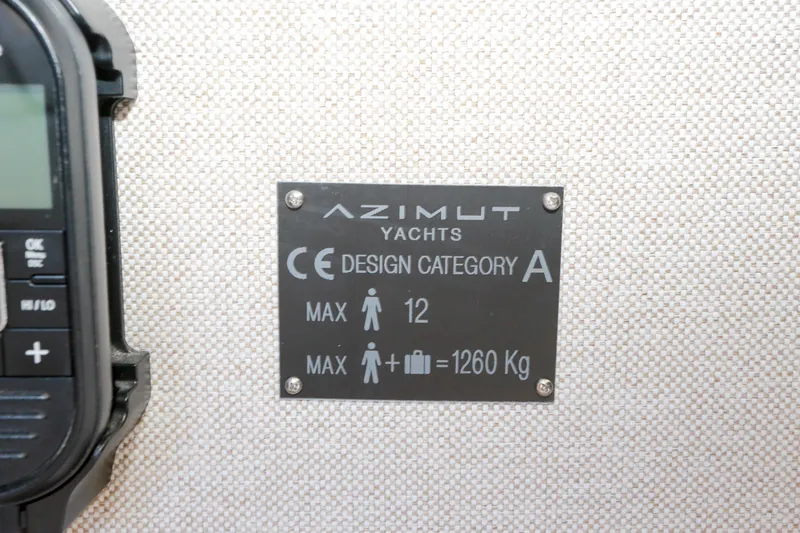 AZIMUT
YACHTS
CE DESIGN CATEGORY A
MAX 12
MAX + = 1260 Kg
OK
HI/LO
+